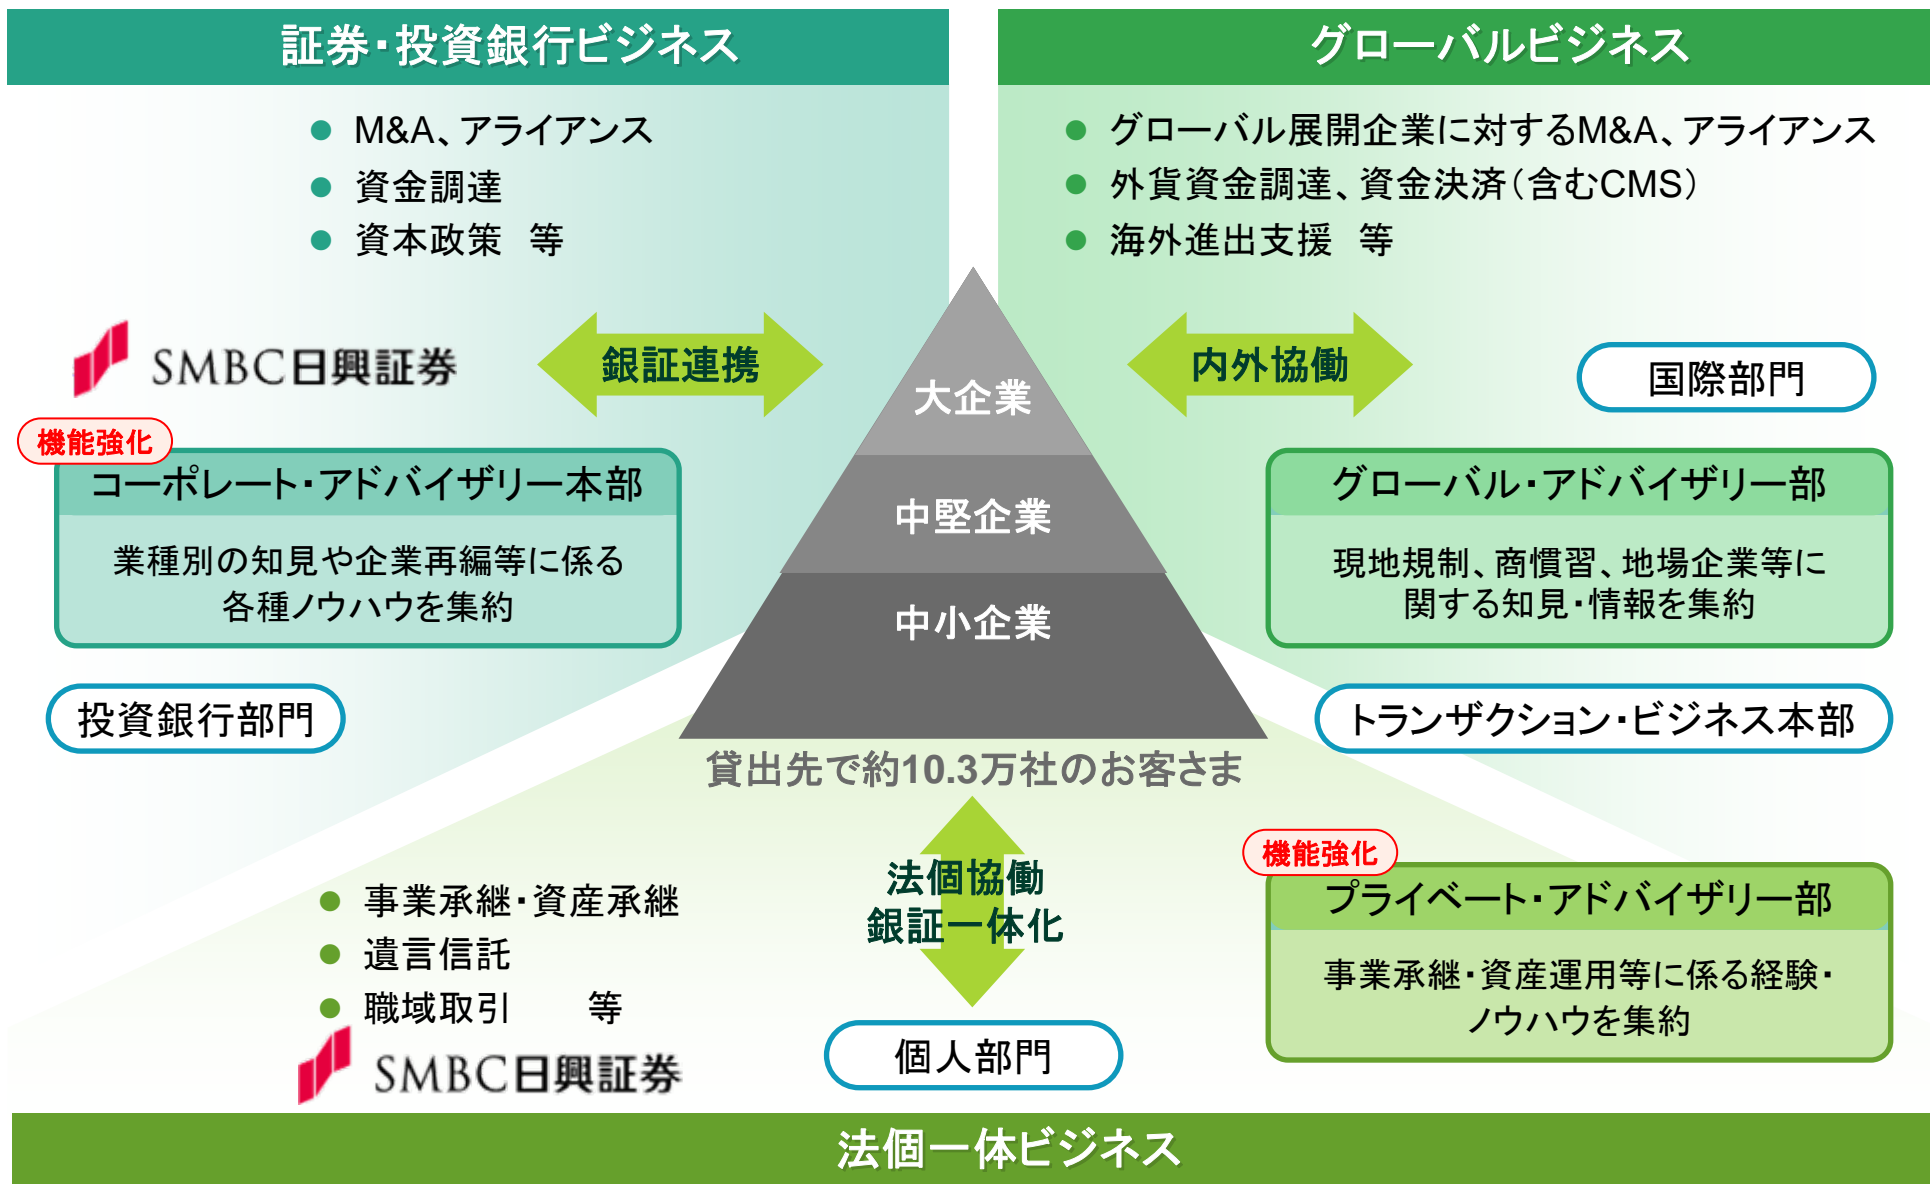 証券・投資銀行ビジネス
M&A、アライアンス
資金調達
資本政策　等
SMBC日興証券
銀証連携
機能強化
コーポレート・アドバイザリー本部
業種別の知見や企業再編等に係る
各種ノウハウを集約
投資銀行部門
グローバルビジネス
グローバル展開企業に対するM&A、アライアンス
外貨資金調達、資金決済（含むCMS）
海外進出支援　等
内外協働
国際部門
グローバル・アドバイザリー部
現地規制、商慣習、地場企業等に
関する知見・情報を集約
トランザクション・ビジネス本部
大企業
中堅企業
中小企業
貸出先で約10.3万社のお客さま
法個協働
銀証一体化
事業承継・資産承継
遺言信託
職域取引　　等
SMBC日興証券
個人部門
機能強化
プライベート・アドバイザリー部
事業承継・資産運用等に係る経験・
ノウハウを集約
法個一体ビジネス